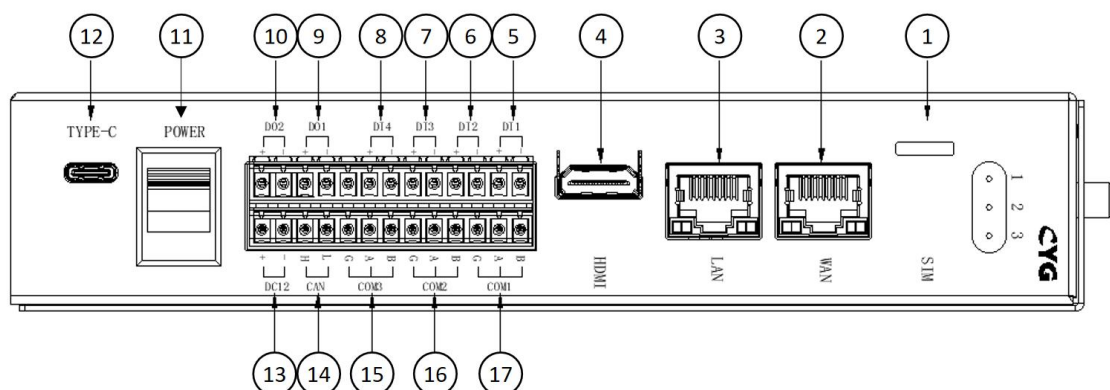 12 11 10 9 8 7 6 5 4 3 2 1
TYPE-C POWER DO2 DO1 DI4 DI3 DI2 DI1
+ - + - + - + - + - + -
+ - H L G A B G A B G A B
DC12 CAN COM3 COM2 COM1
HDMI LAN WAN SIM
1
2
3
CYG
13 14 15 16 17